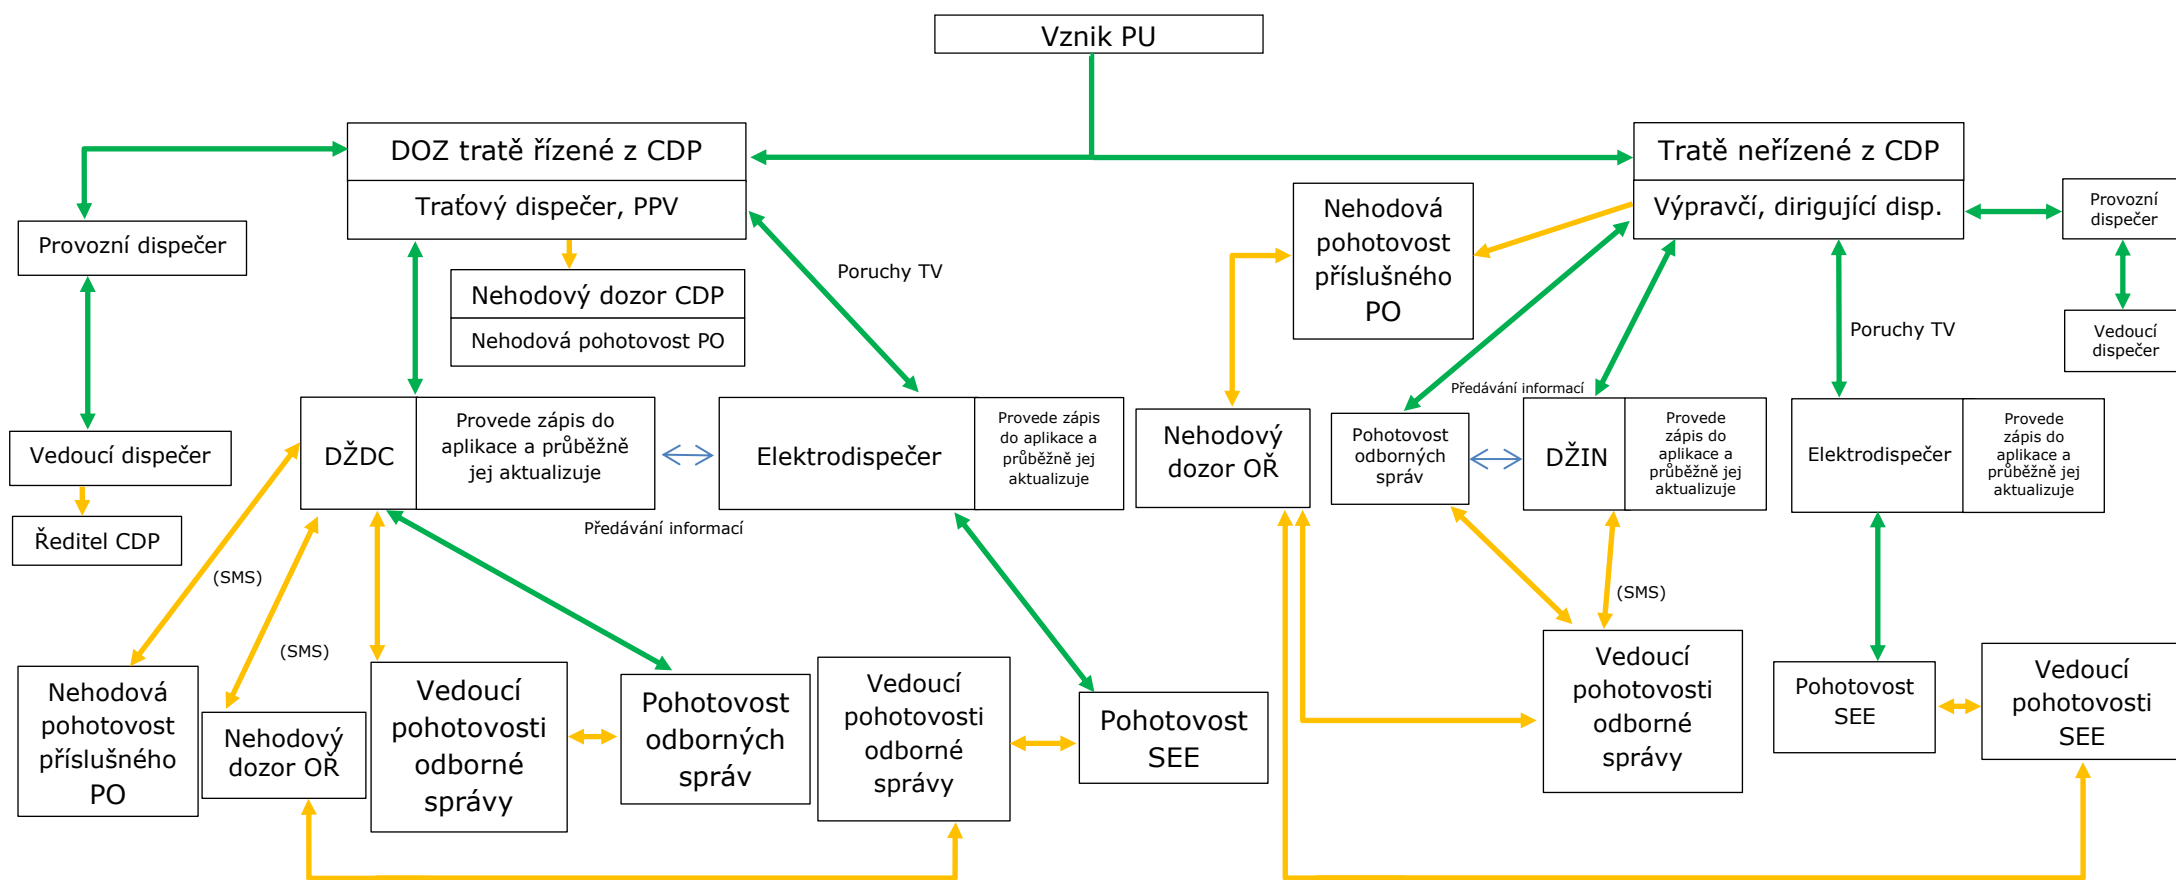 Vznik PU
DOZ tratě řízené z CDP
Traťový dispečer, PPV
Provozní dispečer
Nehodový dozor CDP
Nehodová pohotovost PO
Poruchy TV
Vedoucí dispečer
Ředitel CDP
DŽDC
Provede zápis do
aplikace a průběžně
jej aktualizuje
Elektrodispečer
Provede zápis
do aplikace a
průběžně jej
aktualizuje
Předávání informací
(SMS)
(SMS)
Nehodová
pohotovost
příslušného
PO
Nehodový
dozor OŘ
Vedoucí
pohotovosti
odborné
správy
Pohotovost
odborných
správ
Vedoucí
pohotovosti
odborné
správy
Pohotovost
SEE
Tratě neřízené z CDP
Výpravčí, dirigující disp.
Provozní
dispečer
Vedoucí
dispečer
Nehodová
pohotovost
příslušného
PO
Poruchy TV
Předávání informací
Nehodový
dozor OŘ
Pohotovost
odborných
správ
DŽIN
Provede
zápis do
aplikace a
průběžně jej
aktualizuje
Elektrodispečer
Provede
zápis do
aplikace a
průběžně jej
aktualizuje
(SMS)
Vedoucí
pohotovosti
odborné
správy
Pohotovost
SEE
Vedoucí
pohotovosti
SEE